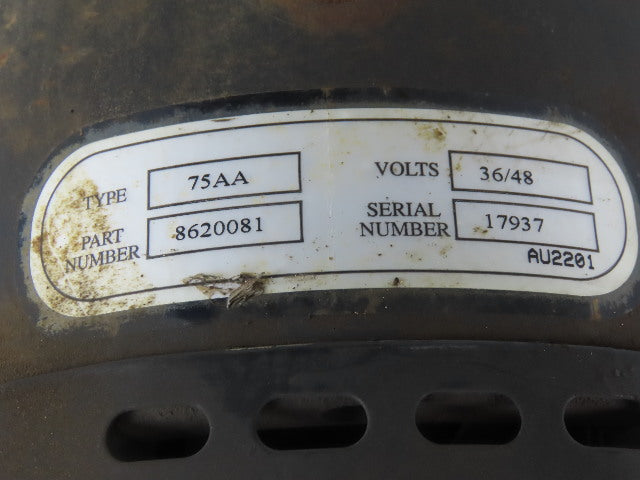 TYPE 75AA VOLTS 36/48
PART NUMBER 8620081 SERIAL NUMBER 17937
AU2201